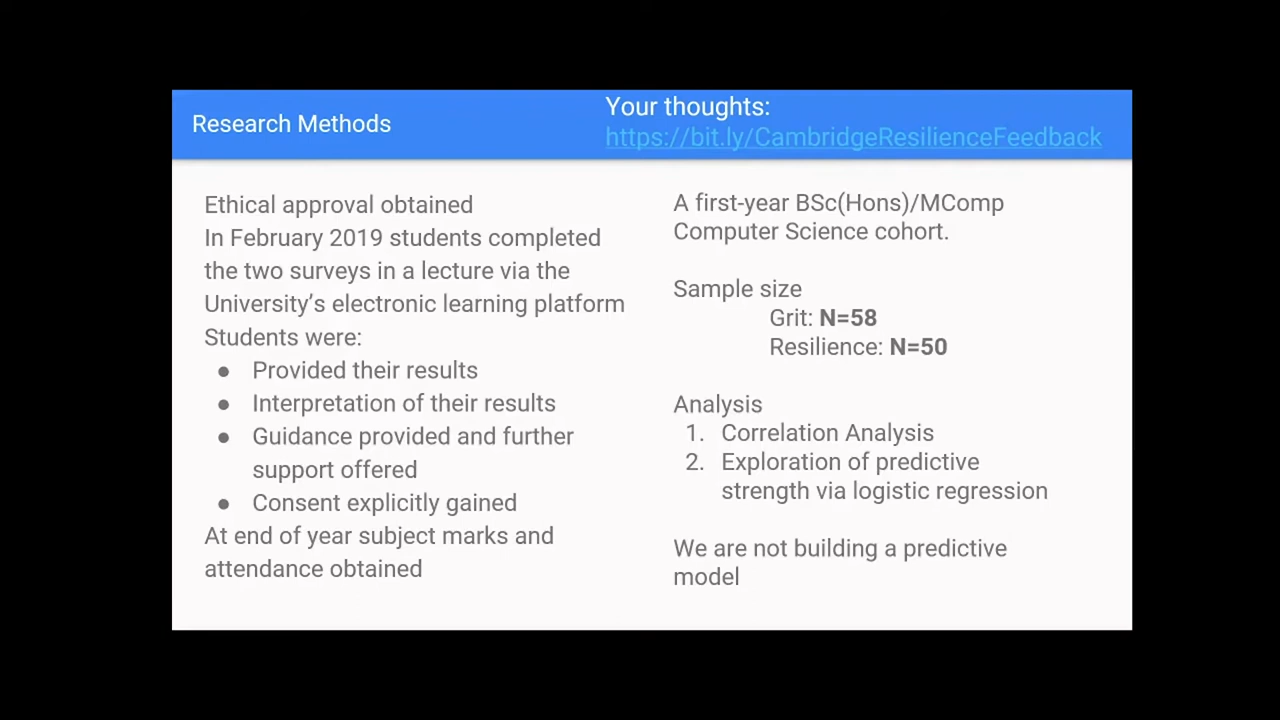 Research Methods
Your thoughts:
https://bit.ly/CambridgeResilienceFeedback
Ethical approval obtained
In February 2019 students completed
the two surveys in a lecture via the
University’s electronic learning platform
Students were:
● Provided their results
● Interpretation of their results
● Guidance provided and further
support offered
● Consent explicitly gained
At end of year subject marks and
attendance obtained
A first-year BSc(Hons)/MComp
Computer Science cohort.
Sample size
Grit: N=58
Resilience: N=50
Analysis
1. Correlation Analysis
2. Exploration of predictive
strength via logistic regression
We are not building a predictive
model